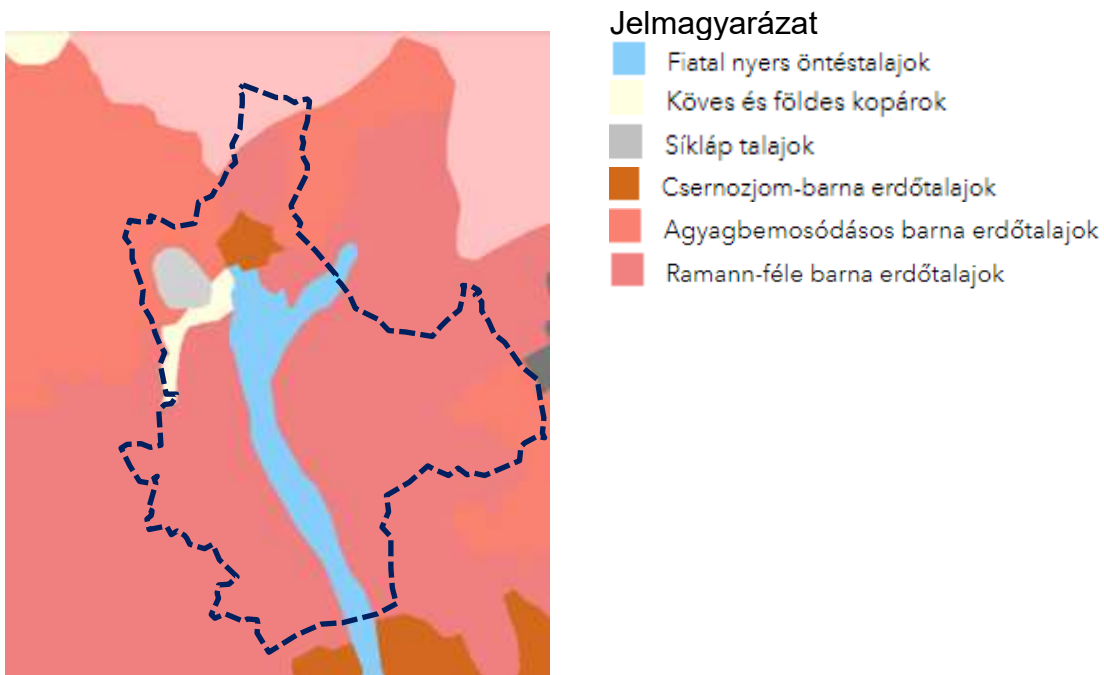 Jelmagyarázat
Fiatal nyers öntéstalajok
Köves és földes kopárok
Síkláp talajok
Csernozjom-barna erdőtalajok
Agyagbemosódásos barna erdőtalajok
Ramann-féle barna erdőtalajok